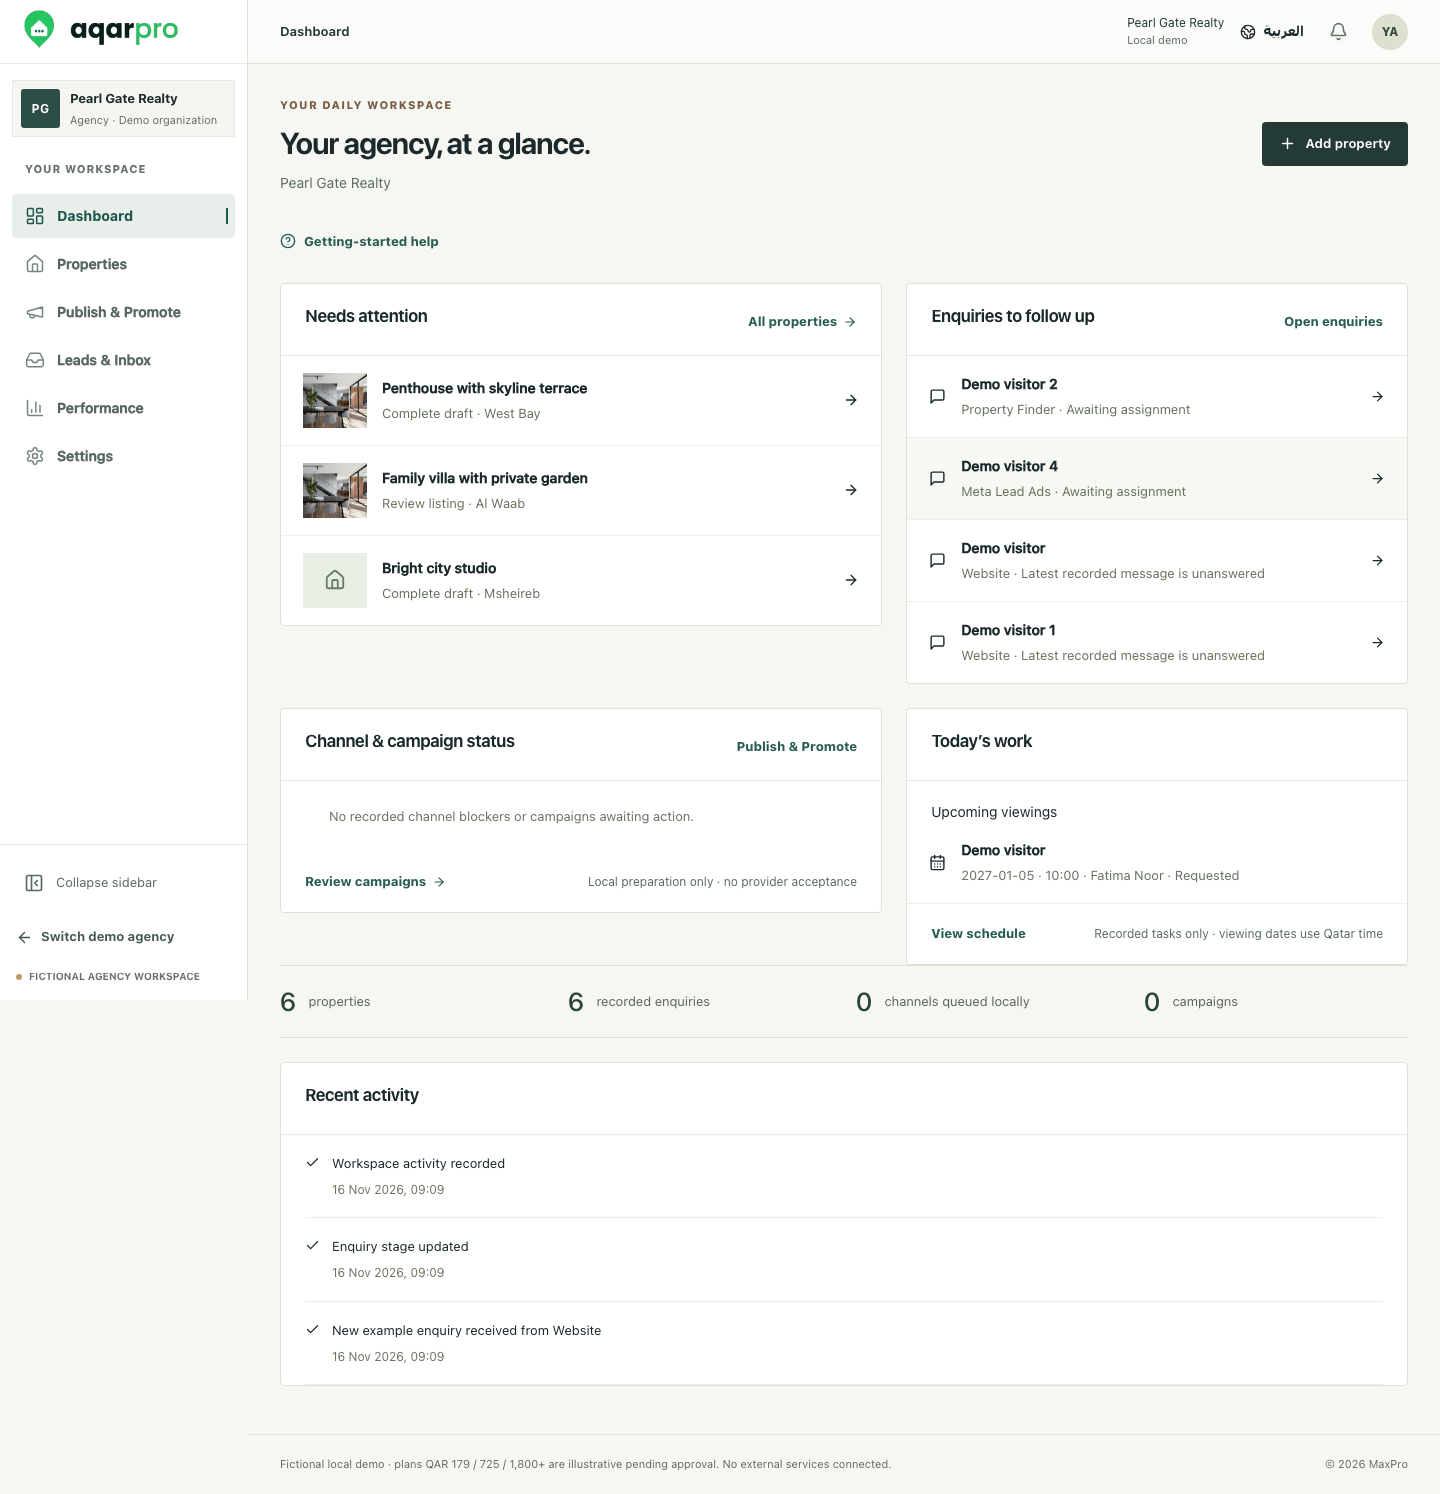 aqarpro
PG
Pearl Gate Realty
Agency · Demo organization
YOUR WORKSPACE
Dashboard
Properties
Publish & Promote
Leads & Inbox
Performance
Settings
Collapse sidebar
Switch demo agency
FICTIONAL AGENCY WORKSPACE
Dashboard
Pearl Gate Realty
Local demo
العربية
YA
YOUR DAILY WORKSPACE
Your agency, at a glance.
Pearl Gate Realty
Add property
Getting-started help
Needs attention
All properties
Penthouse with skyline terrace
Complete draft · West Bay
Family villa with private garden
Review listing · Al Waab
Bright city studio
Complete draft · Msheireb
Enquiries to follow up
Open enquiries
Demo visitor 2
Property Finder · Awaiting assignment
Demo visitor 4
Meta Lead Ads · Awaiting assignment
Demo visitor
Website · Latest recorded message is unanswered
Demo visitor 1
Website · Latest recorded message is unanswered
Channel & campaign status
Publish & Promote
No recorded channel blockers or campaigns awaiting action.
Review campaigns
Local preparation only · no provider acceptance
Today’s work
Upcoming viewings
Demo visitor
2027-01-05 · 10:00 · Fatima Noor · Requested
View schedule
Recorded tasks only · viewing dates use Qatar time
6 properties
6 recorded enquiries
0 channels queued locally
0 campaigns
Recent activity
Workspace activity recorded
16 Nov 2026, 09:09
Enquiry stage updated
16 Nov 2026, 09:09
New example enquiry received from Website
16 Nov 2026, 09:09
Fictional local demo · plans QAR 179 / 725 / 1,800+ are illustrative pending approval. No external services connected.
© 2026 MaxPro